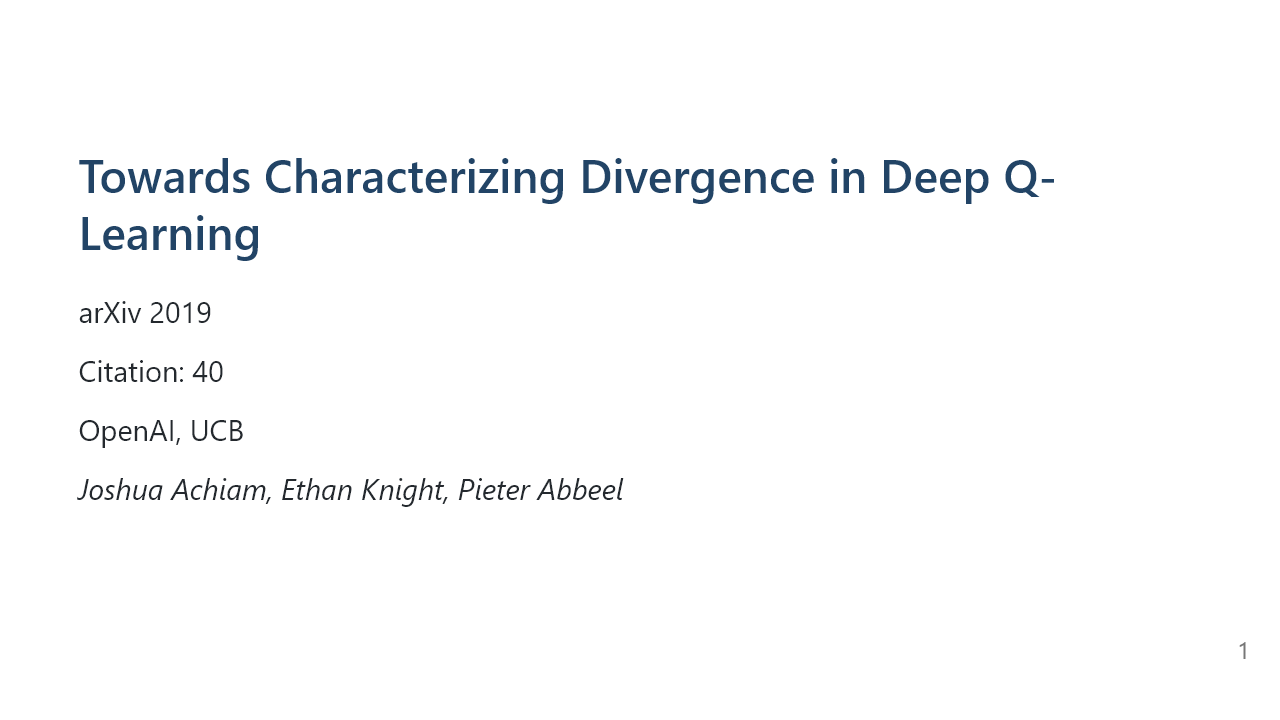 Towards Characterizing Divergence in Deep Q-
Learning
arXiv 2019
Citation: 40
OpenAI, UCB
Joshua Achiam, Ethan Knight, Pieter Abbeel
1